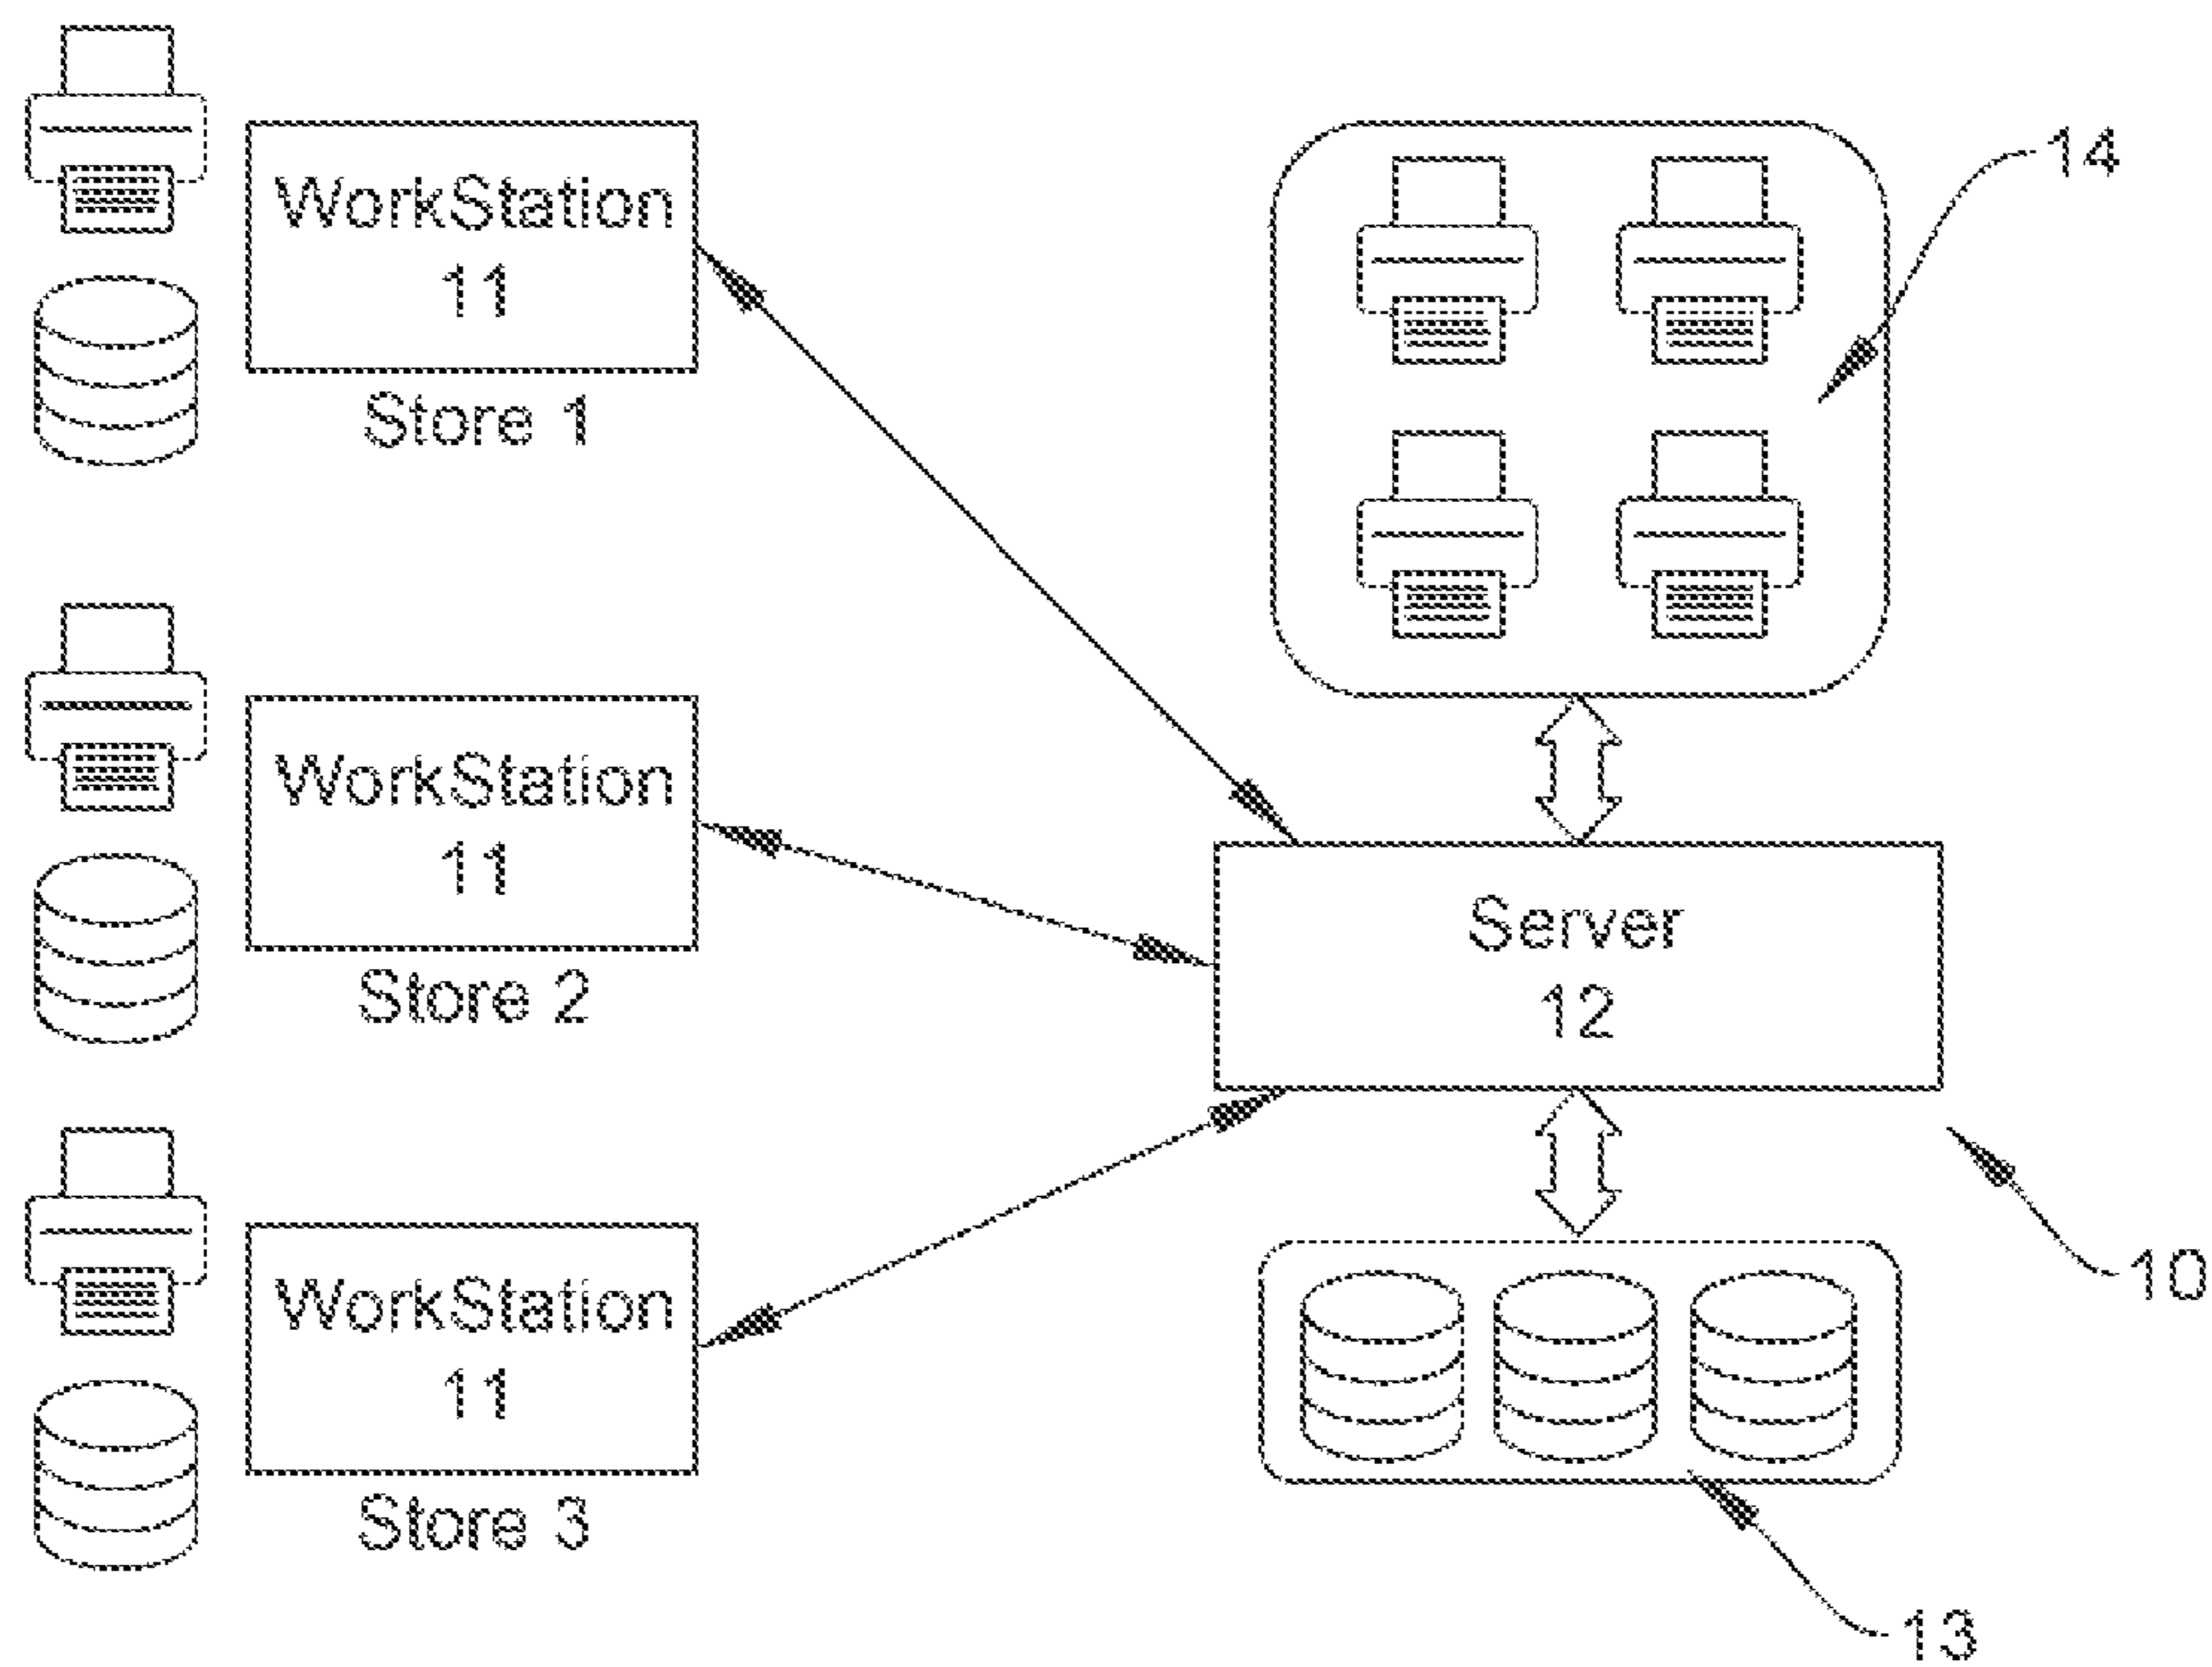 WorkStation
11
Store 1
14
WorkStation
11
Store 2
Server
12
10
WorkStation
11
Store 3
13